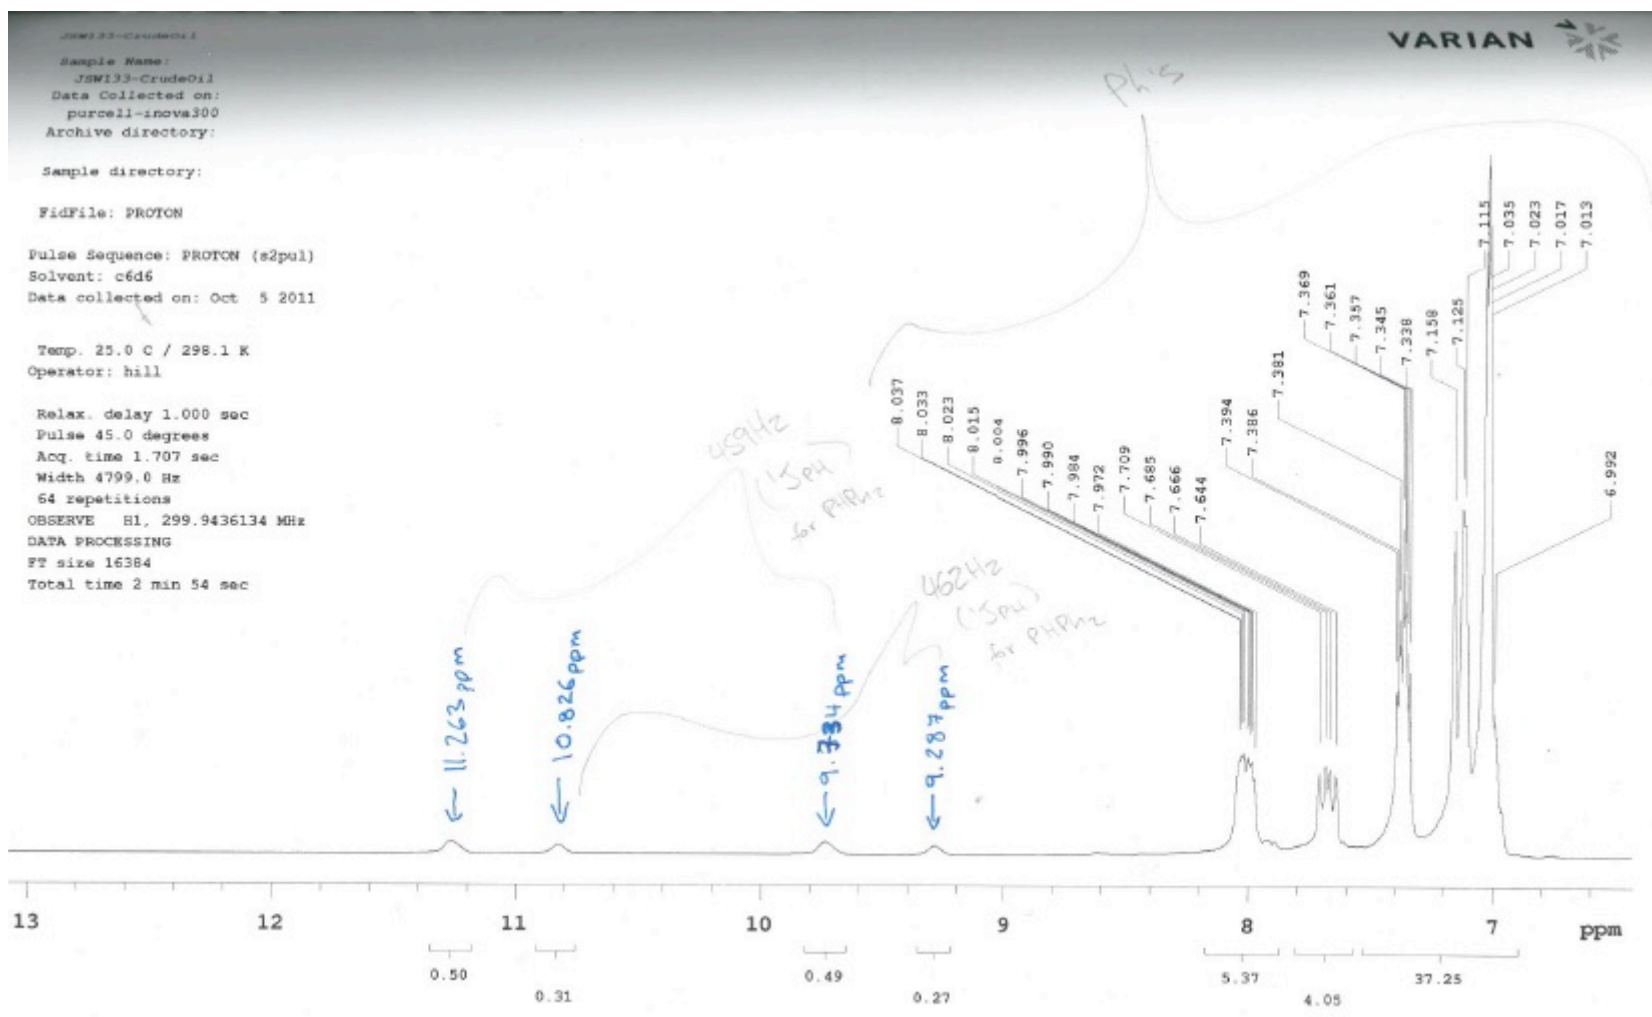 JSW133-CrudeOil
VARIAN
Sample Name:
JSW133-CrudeOil
Data Collected on:
purcell-inova300
Archive directory:
Sample directory:
FidFile: PROTON
Pulse Sequence: PROTON (s2pul)
Solvent: c6d6
Data collected on: Oct 5 2011
Temp. 25.0 C / 298.1 K
Operator: hill
Relax. delay 1.000 sec
Pulse 45.0 degrees
Acq. time 1.707 sec
Width 4799.0 Hz
64 repetitions
OBSERVE H1, 299.9436134 MHz
DATA PROCESSING
FT size 16384
Total time 2 min 54 sec
Ph's
459Hz
(¹JPH)
for PHPh2
462Hz
(¹JPH)
for PHPh2
11.263 ppm
10.826 ppm
9.734 ppm
9.287 ppm
8.037
8.033
8.023
8.015
8.004
7.996
7.990
7.984
7.972
7.709
7.685
7.666
7.644
7.394
7.386
7.381
7.369
7.361
7.357
7.345
7.338
7.158
7.125
7.115
7.035
7.023
7.017
7.013
6.992
13 12 11 10 9 8 7 ppm
0.50 0.31 0.49 0.27 5.37 4.05 37.25